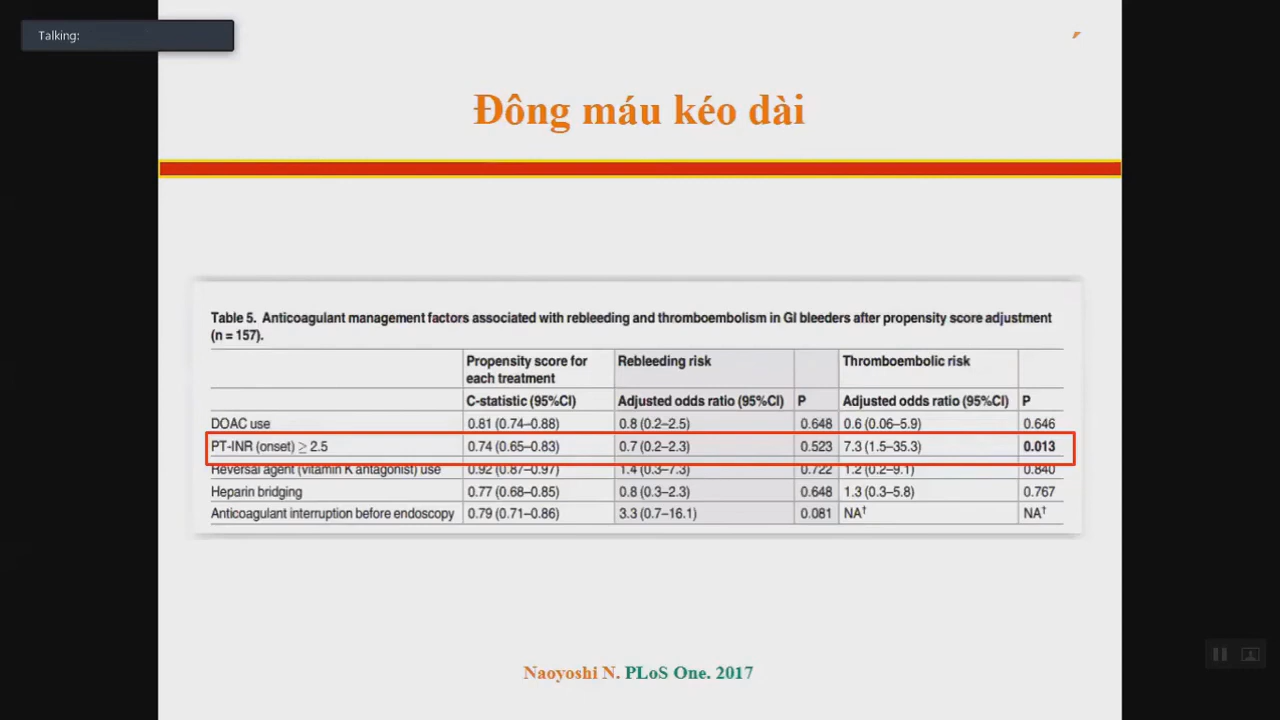 Talking:
Đông máu kéo dài
Table 5. Anticoagulant management factors associated with rebleeding and thromboembolism in GI bleeders after propensity score adjustment
(n = 157).
Propensity score for each treatment Rebleeding risk Thromboembolic risk
C-statistic (95%CI) Adjusted odds ratio (95%CI) P Adjusted odds ratio (95%CI) P
DOAC use 0.81 (0.74–0.88) 0.8 (0.2–2.5) 0.648 0.6 (0.06–5.9) 0.646
PT-INR (onset) ≥ 2.5 0.74 (0.65–0.83) 0.7 (0.2–2.3) 0.523 7.3 (1.5–35.3) 0.013
Reversal agent (vitamin K antagonist) use 0.92 (0.87–0.97) 1.4 (0.3–7.3) 0.722 1.2 (0.2–9.1) 0.840
Heparin bridging 0.77 (0.68–0.85) 0.8 (0.3–2.3) 0.648 1.3 (0.3–5.8) 0.767
Anticoagulant interruption before endoscopy 0.79 (0.71–0.86) 3.3 (0.7–16.1) 0.081 NA† NA†
Naoyoshi N. PLoS One. 2017